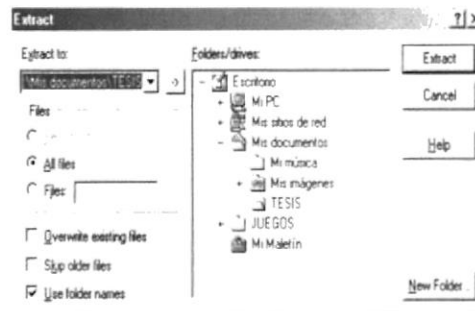 Extract
Extract to:
\Mis documentos\TESIS
Files
All files
Files:
Overwrite existing files
Skip older files
Use folder names
Folders/drives:
Escritorio
Mi PC
Mis sitios de red
Mis documentos
Mi música
Mis imágenes
TESIS
JUEGOS
Mi Maletín
Extract
Cancel
Help
New Folder...